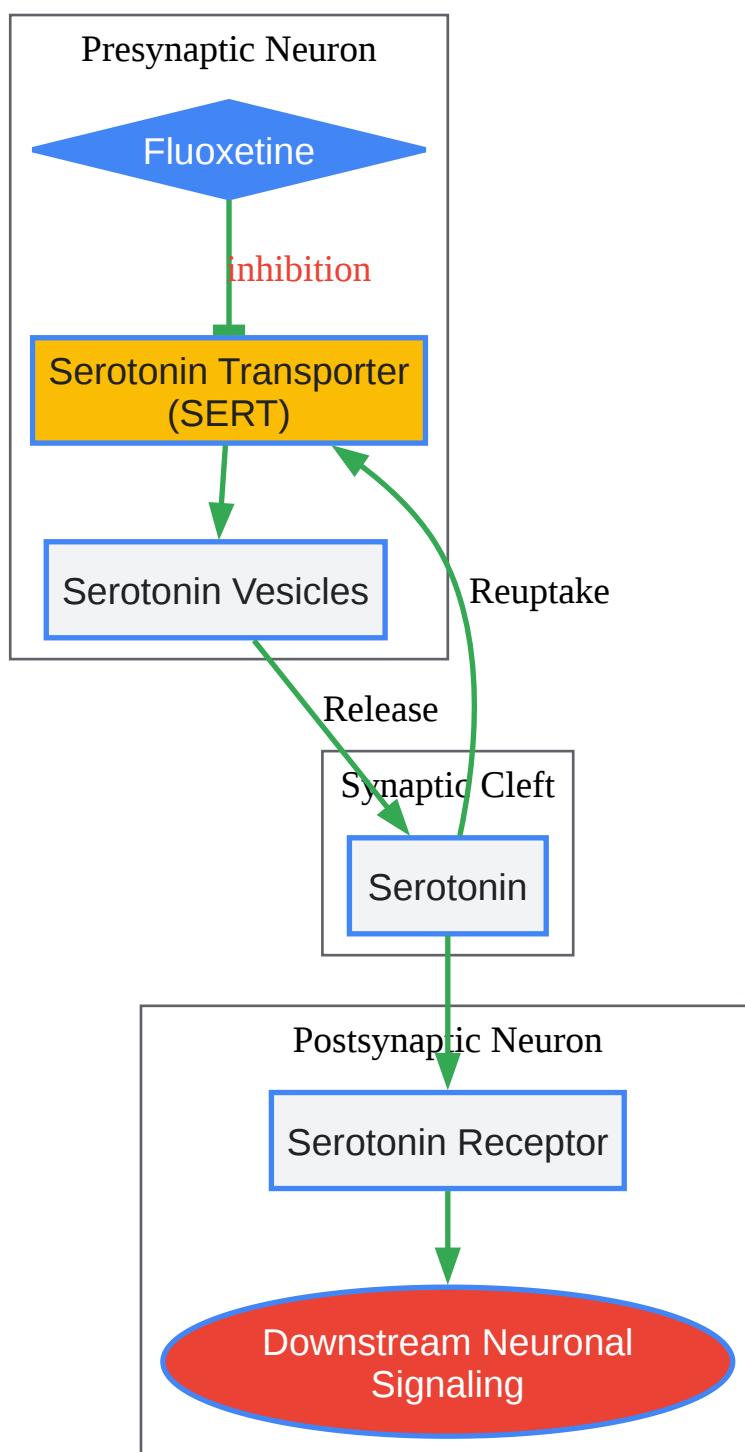 Presynaptic Neuron
Fluoxetine
inhibition
Serotonin Transporter
(SERT)
Serotonin Vesicles
Reuptake
Release
Synaptic Cleft
Serotonin
Postsynaptic Neuron
Serotonin Receptor
Downstream Neuronal
Signaling